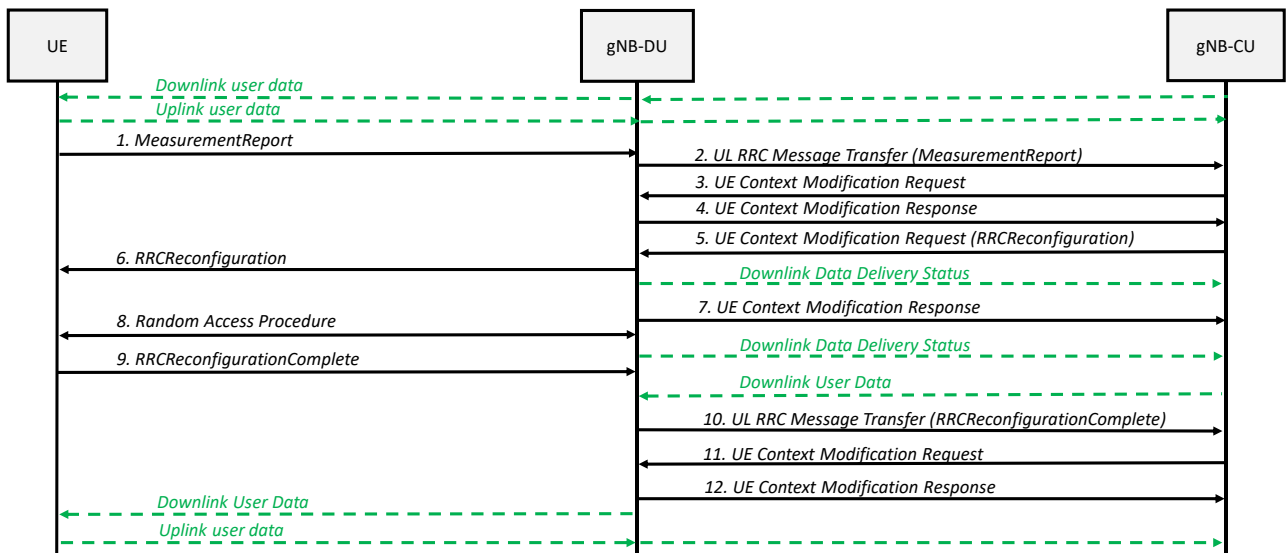 UE
gNB-DU
gNB-CU
Downlink user data
Uplink user data
1. MeasurementReport
2. UL RRC Message Transfer (MeasurementReport)
3. UE Context Modification Request
4. UE Context Modification Response
5. UE Context Modification Request (RRCReconfiguration)
6. RRCReconfiguration
Downlink Data Delivery Status
7. UE Context Modification Response
8. Random Access Procedure
Downlink Data Delivery Status
9. RRCReconfigurationComplete
Downlink User Data
10. UL RRC Message Transfer (RRCReconfigurationComplete)
11. UE Context Modification Request
12. UE Context Modification Response
Downlink User Data
Uplink user data